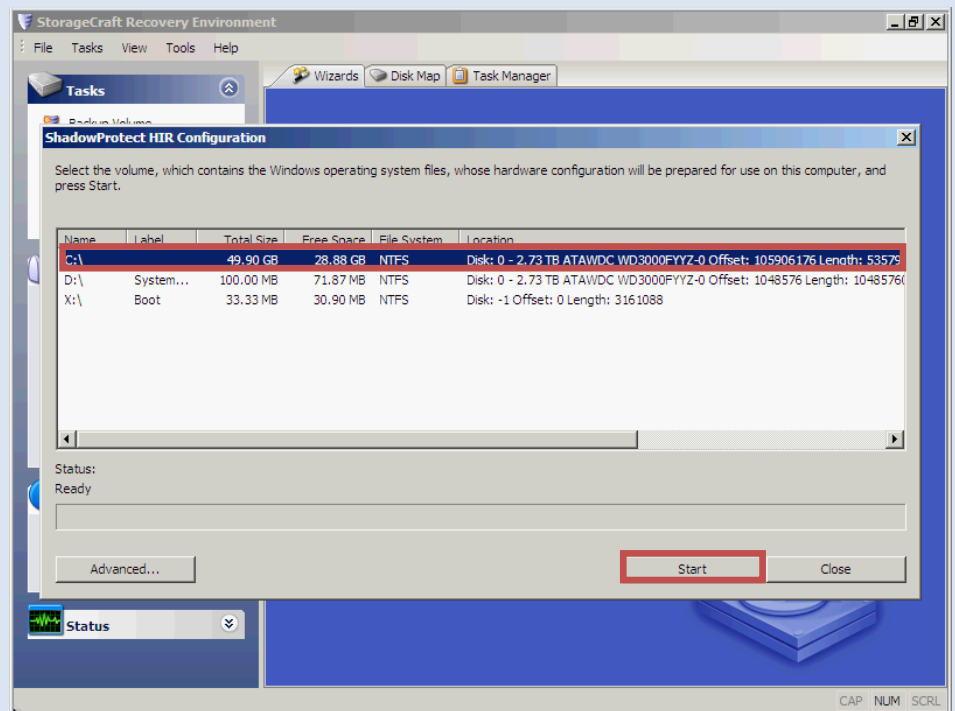 StorageCraft Recovery Environment
File Tasks View Tools Help
Wizards Disk Map Task Manager
Tasks
Backup Volume
ShadowProtect HIR Configuration
Select the volume, which contains the Windows operating system files, whose hardware configuration will be prepared for use on this computer, and
press Start.
Name Label Total Size Free Space File System Location
C:\ 49.90 GB 28.88 GB NTFS Disk: 0 - 2.73 TB ATAWDC WD3000FYYZ-0 Offset: 105906176 Length: 53579
D:\ System... 100.00 MB 71.87 MB NTFS Disk: 0 - 2.73 TB ATAWDC WD3000FYYZ-0 Offset: 1048576 Length: 10485760
X:\ Boot 33.33 MB 30.90 MB NTFS Disk: -1 Offset: 0 Length: 3161088
Status:
Ready
Advanced... Start Close
Status
CAP NUM SCRL